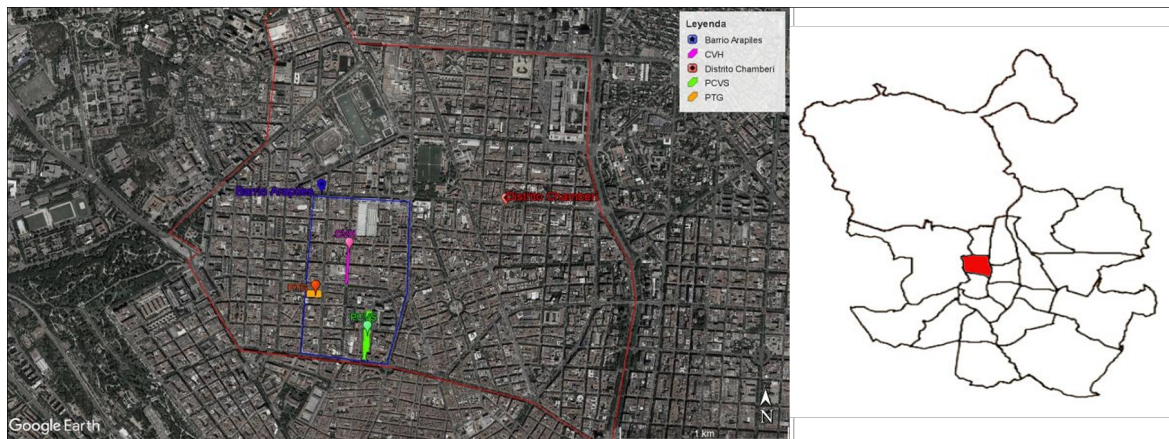 Leyenda
Barrio Arapiles
CVH
Distrito Chamberí
PCVS
PTG
Barrio Arapiles
Distrito Chamberí
CVH
PTG
PCVS
N
1 km
Google Earth